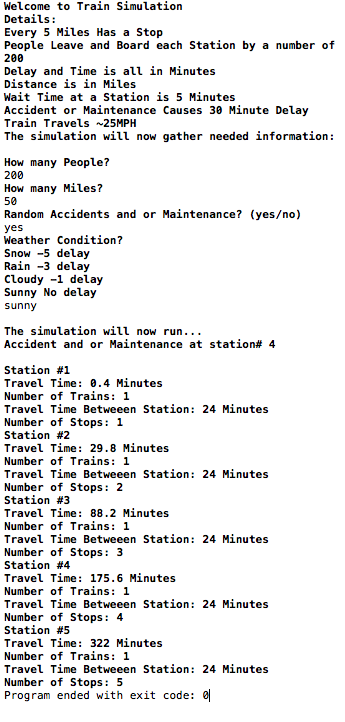 Welcome to Train Simulation
Details:
Every 5 Miles Has a Stop
People Leave and Board each Station by a number of
200
Delay and Time is all in Minutes
Distance is in Miles
Wait Time at a Station is 5 Minutes
Accident or Maintenance Causes 30 Minute Delay
Train Travels ~25MPH
The simulation will now gather needed information:
How many People?
200
How many Miles?
50
Random Accidents and or Maintenance? (yes/no)
yes
Weather Condition?
Snow -5 delay
Rain -3 delay
Cloudy -1 delay
Sunny No delay
sunny
The simulation will now run...
Accident and or Maintenance at station# 4
Station #1
Travel Time: 0.4 Minutes
Number of Trains: 1
Travel Time Betweeen Station: 24 Minutes
Number of Stops: 1
Station #2
Travel Time: 29.8 Minutes
Number of Trains: 1
Travel Time Betweeen Station: 24 Minutes
Number of Stops: 2
Station #3
Travel Time: 88.2 Minutes
Number of Trains: 1
Travel Time Betweeen Station: 24 Minutes
Number of Stops: 3
Station #4
Travel Time: 175.6 Minutes
Number of Trains: 1
Travel Time Betweeen Station: 24 Minutes
Number of Stops: 4
Station #5
Travel Time: 322 Minutes
Number of Trains: 1
Travel Time Betweeen Station: 24 Minutes
Number of Stops: 5
Program ended with exit code: 0